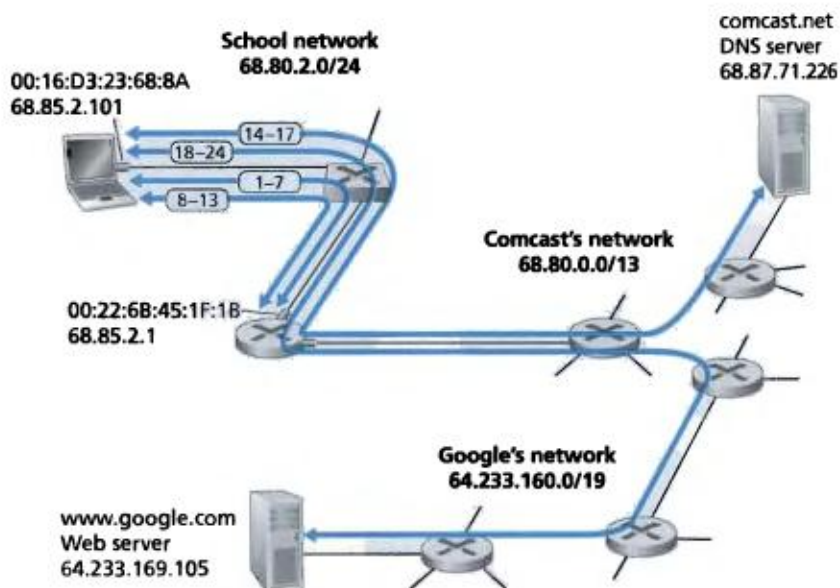 School network
68.80.2.0/24
comcast.net
DNS server
68.87.71.226
00:16:D3:23:68:8A
68.85.2.101
14–17
18–24
1–7
8–13
Comcast's network
68.80.0.0/13
00:22:6B:45:1F:1B
68.85.2.1
Google's network
64.233.160.0/19
www.google.com
Web server
64.233.169.105